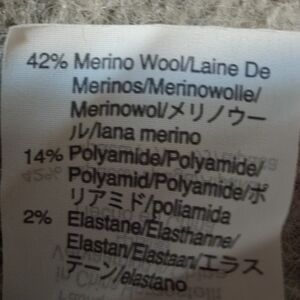 42% Merino Wool/Laine De
Merinos/Merinowolle/
Merinowol/メリノウー
ル/lana merino
14% Polyamide/Polyamide/
Polyamid/Polyamide/ポ
リアミド/poliamida
2% Elastane/Elasthanne/
Elastan/Elastaan/エラス
テーン/elastano